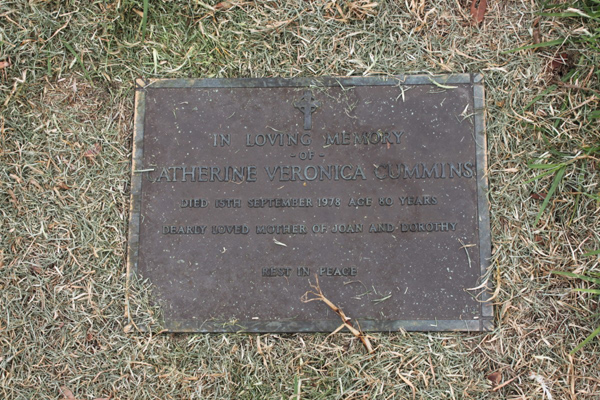 IN LOVING MEMORY
- OF -
CATHERINE VERONICA CUMMINS
DIED 15TH SEPTEMBER 1978 AGE 80 YEARS
DEARLY LOVED MOTHER OF JOAN AND DOROTHY
REST IN PEACE